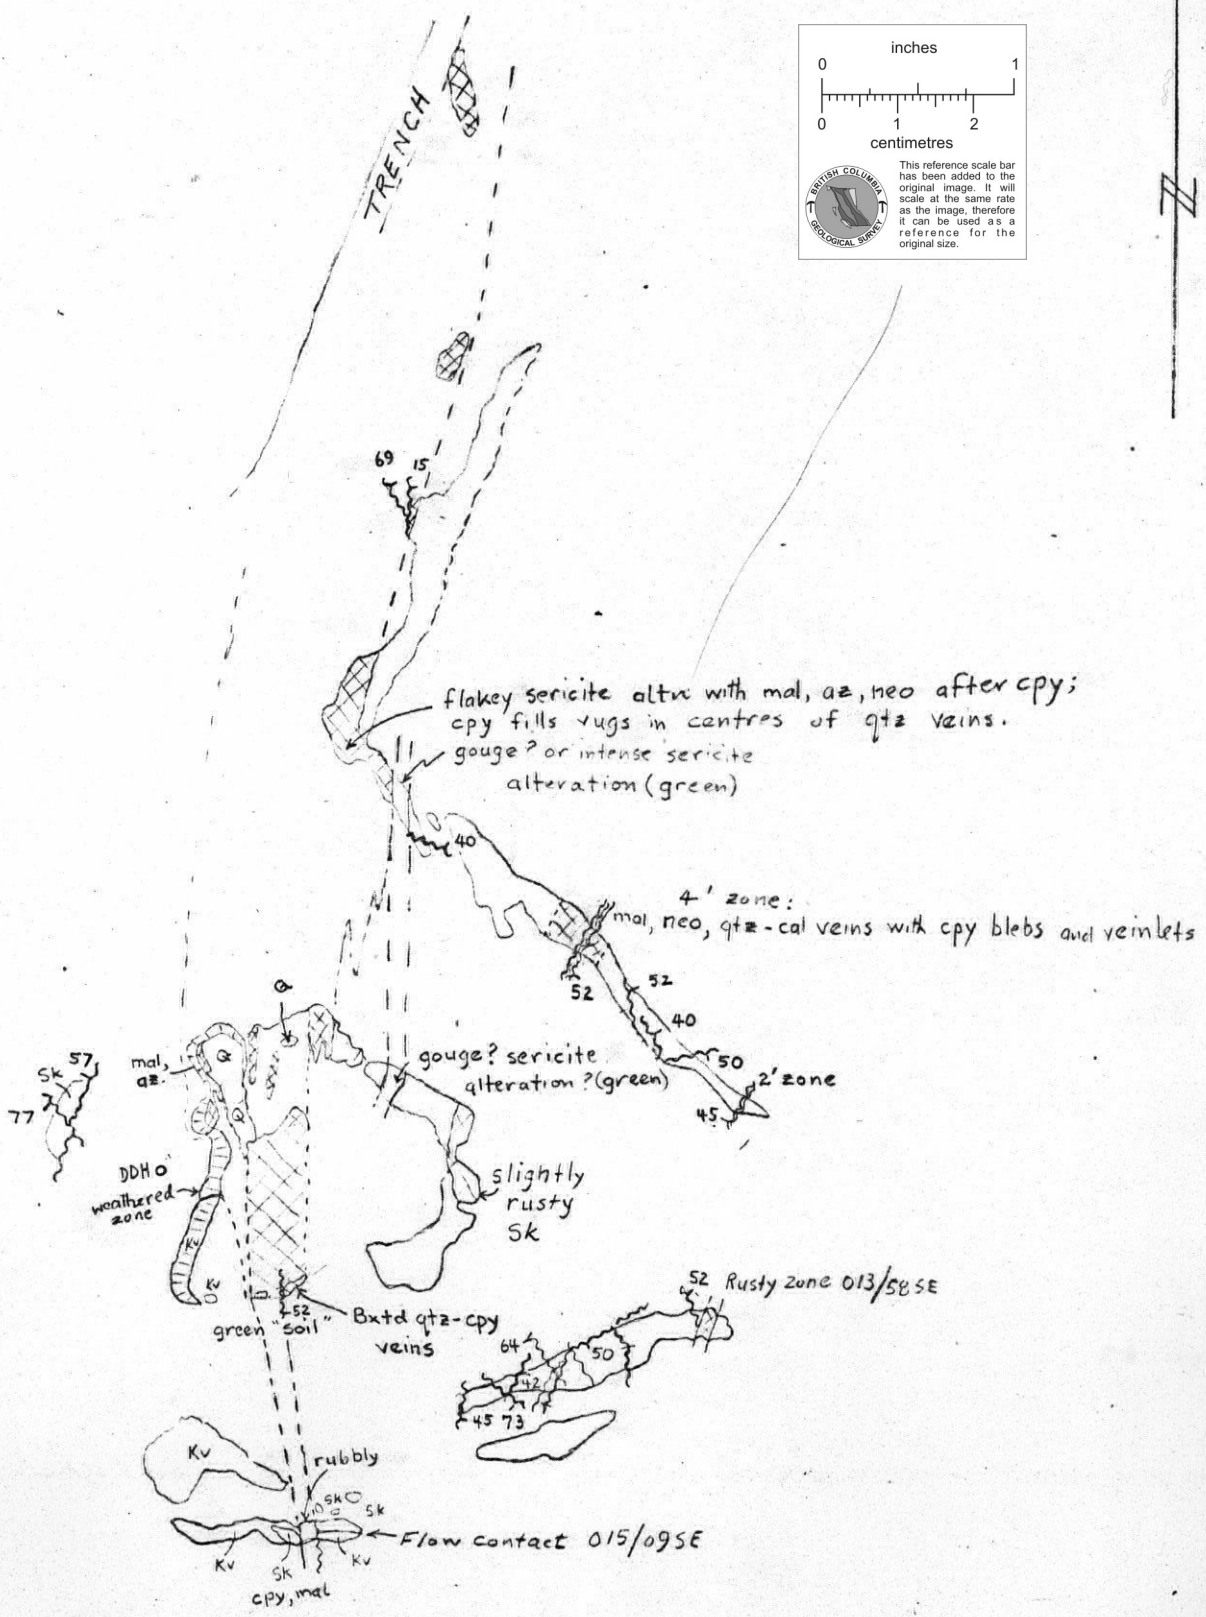 inches
0 1
0 1 2
centimetres
This reference scale bar
has been added to the
original image. It will
scale at the same rate
as the image, therefore
it can be used as a
reference for the
original size.
BRITISH COLUMBIA
GEOLOGICAL SURVEY
TRENCH
69 15
flakey sericite altn with mal, az, neo after cpy;
cpy fills vugs in centres of qtz veins.
gouge? or intense sericite
alteration (green)
40
4' zone:
mal, neo, qtz-cal veins with cpy blebs and veinlets
52
52
40
50
2' zone
45
Q
mal,
az.
Q
Q
gouge? sericite
alteration? (green)
57
Sk
77
DDH O
weathered
zone
Kv
Kv
slightly
rusty
Sk
52
green "soil"
Bxtd qtz-cpy
veins
52 Rusty zone 013/58SE
64
50
42
45 73
Kv
rubbly
Sk
Sk
Flow contact 015/09SE
Kv
Sk
Kv
cpy, mal